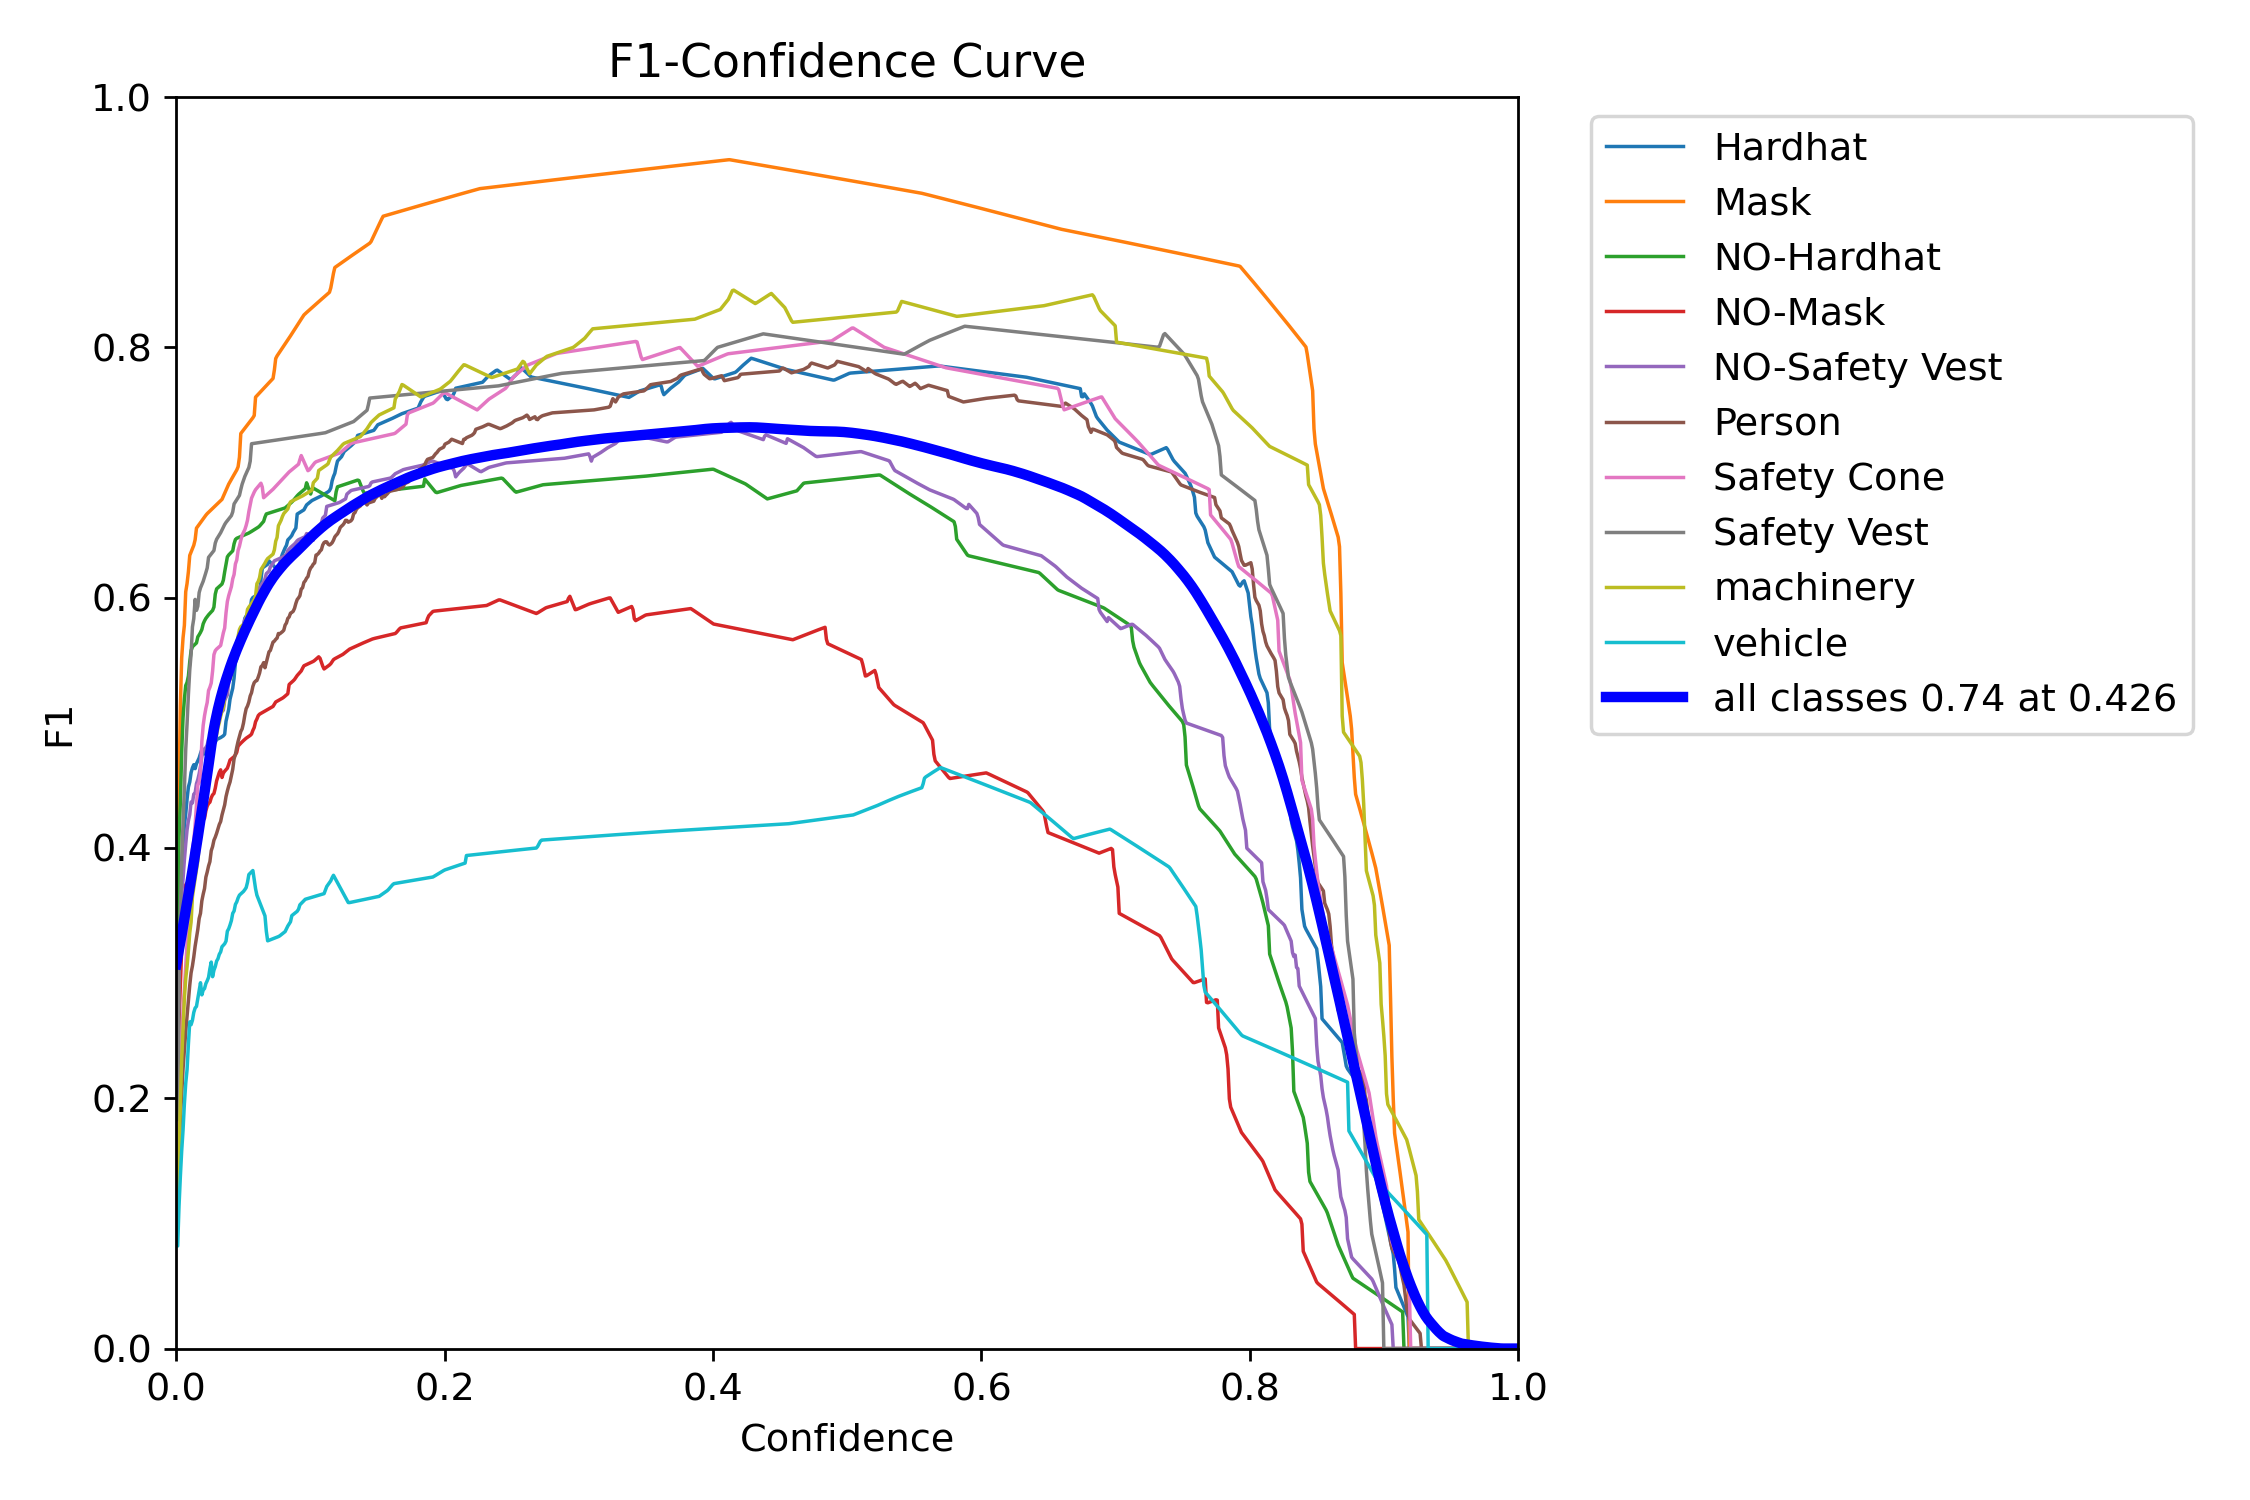 F1-Confidence Curve
1.0
0.8
0.6
0.4
0.2
0.0
F1
0.0 0.2 0.4 0.6 0.8 1.0
Confidence
Hardhat
Mask
NO-Hardhat
NO-Mask
NO-Safety Vest
Person
Safety Cone
Safety Vest
machinery
vehicle
all classes 0.74 at 0.426